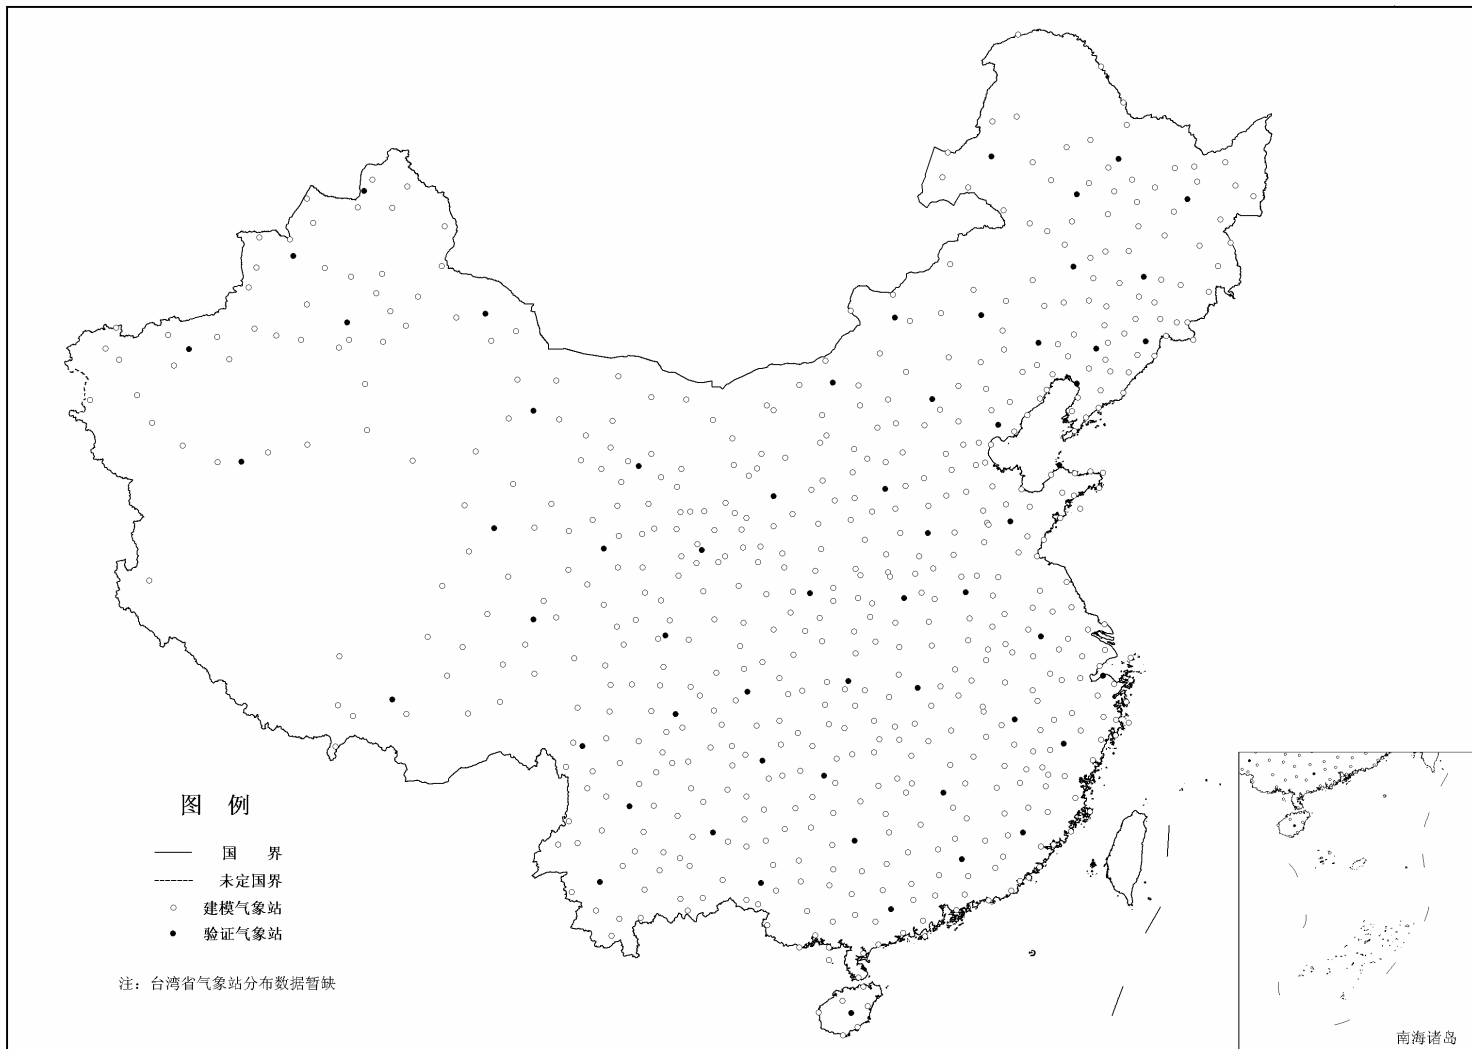 图 例
国 界
未定国界
建模气象站
验证气象站
注：台湾省气象站分布数据暂缺
南海诸岛